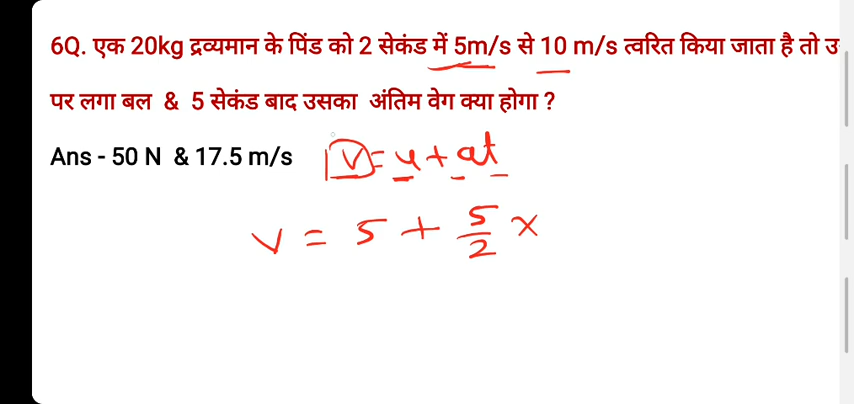 6Q. एक 20kg द्रव्यमान के पिंड को 2 सेकंड में 5m/s से 10 m/s त्वरित किया जाता है तो
पर लगा बल & 5 सेकंड बाद उसका अंतिम वेग क्या होगा ?
Ans - 50 N & 17.5 m/s V = u + at
v = 5 + 5/2 x